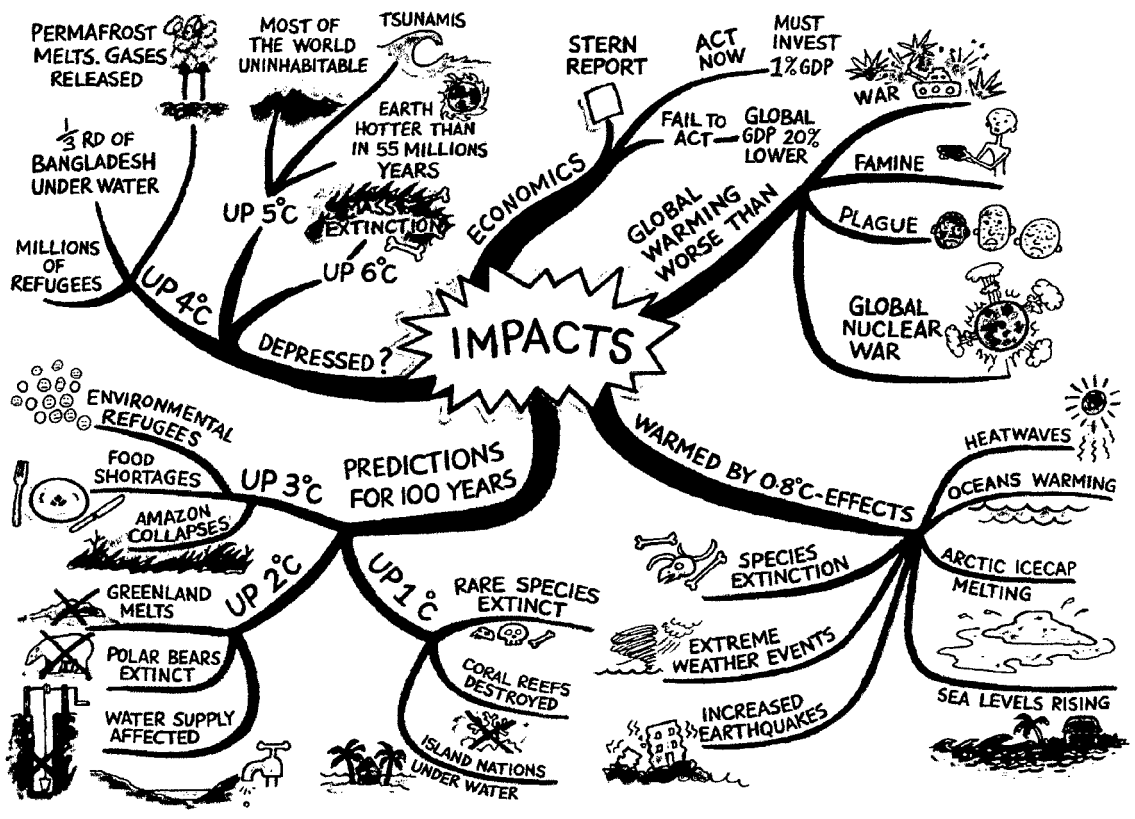 IMPACTS
ECONOMICS
STERN
REPORT
ACT
NOW
MUST
INVEST
1% GDP
FAIL TO
ACT
GLOBAL
GDP 20%
LOWER
GLOBAL
WARMING
WORSE THAN
WAR
FAMINE
PLAGUE
GLOBAL
NUCLEAR
WAR
WARMED BY 0.8°C-EFFECTS
HEATWAVES
OCEANS WARMING
ARCTIC ICECAP
MELTING
SEA LEVELS RISING
SPECIES
EXTINCTION
EXTREME
WEATHER EVENTS
INCREASED
EARTHQUAKES
PREDICTIONS
FOR 100 YEARS
UP 1°C
RARE SPECIES
EXTINCT
CORAL REEFS
DESTROYED
ISLAND NATIONS
UNDER WATER
UP 2°C
GREENLAND
MELTS
POLAR BEARS
EXTINCT
WATER SUPPLY
AFFECTED
UP 3°C
ENVIRONMENTAL
REFUGEES
FOOD
SHORTAGES
AMAZON
COLLAPSES
DEPRESSED?
UP 4°C
MILLIONS
OF
REFUGEES
1/3 RD OF
BANGLADESH
UNDER WATER
PERMAFROST
MELTS. GASES
RELEASED
UP 5°C
MOST OF
THE WORLD
UNINHABITABLE
TSUNAMIS
EARTH
HOTTER THAN
IN 55 MILLIONS
YEARS
UP 6°C
MASS
EXTINCTION